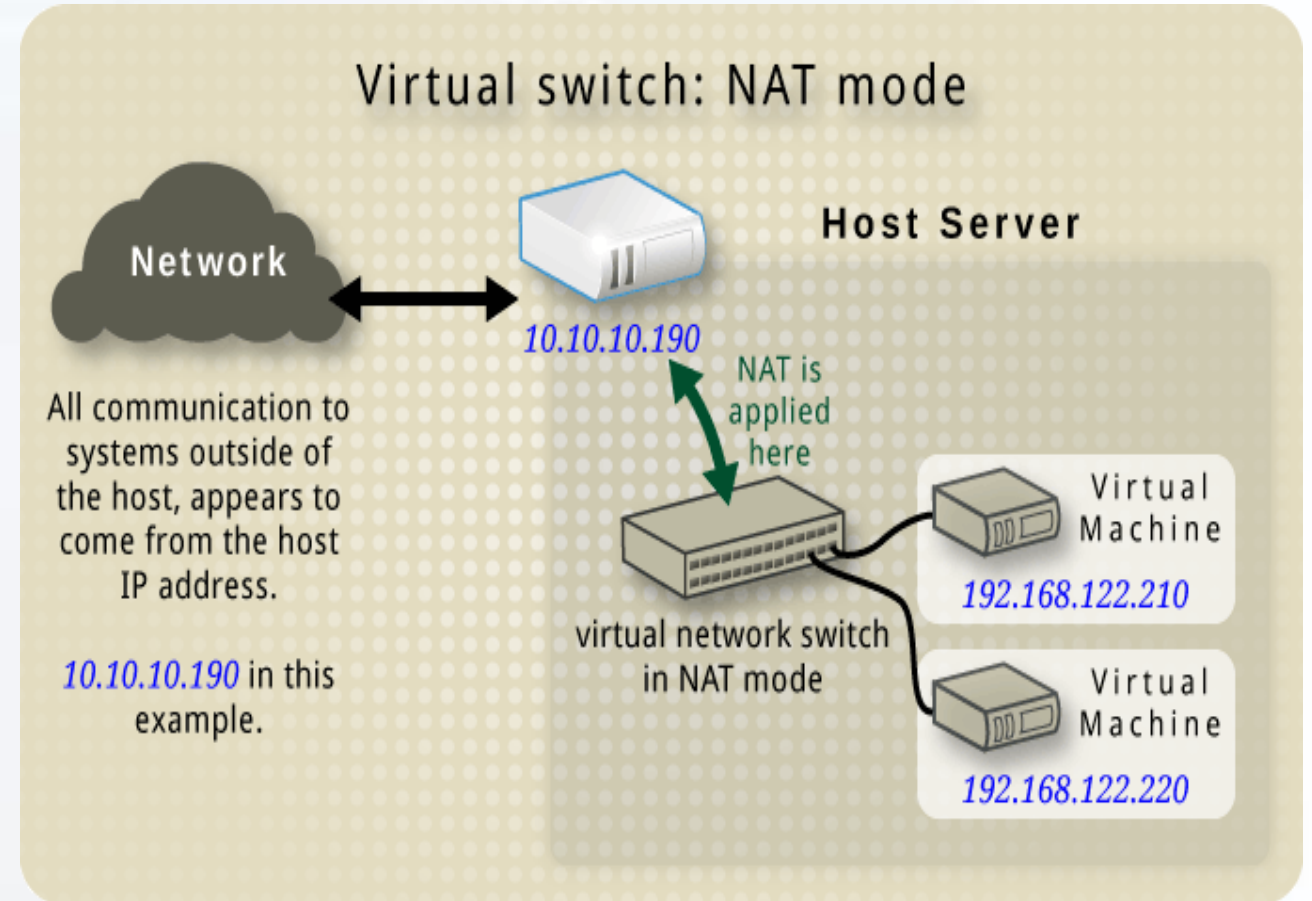 Virtual switch: NAT mode
Network
Host Server
10.10.10.190
NAT is
applied
here
All communication to
systems outside of
the host, appears to
come from the host
IP address.
10.10.10.190 in this
example.
virtual network switch
in NAT mode
Virtual
Machine
192.168.122.210
Virtual
Machine
192.168.122.220